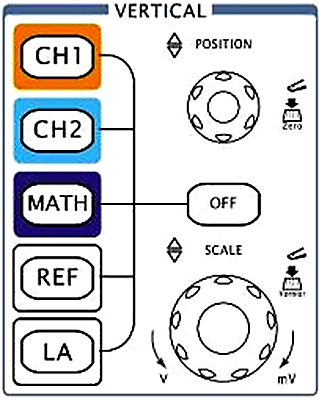 VERTICAL
CH1
POSITION
CH2
Zero
MATH
OFF
SCALE
REF
Vernier
LA
V
mV